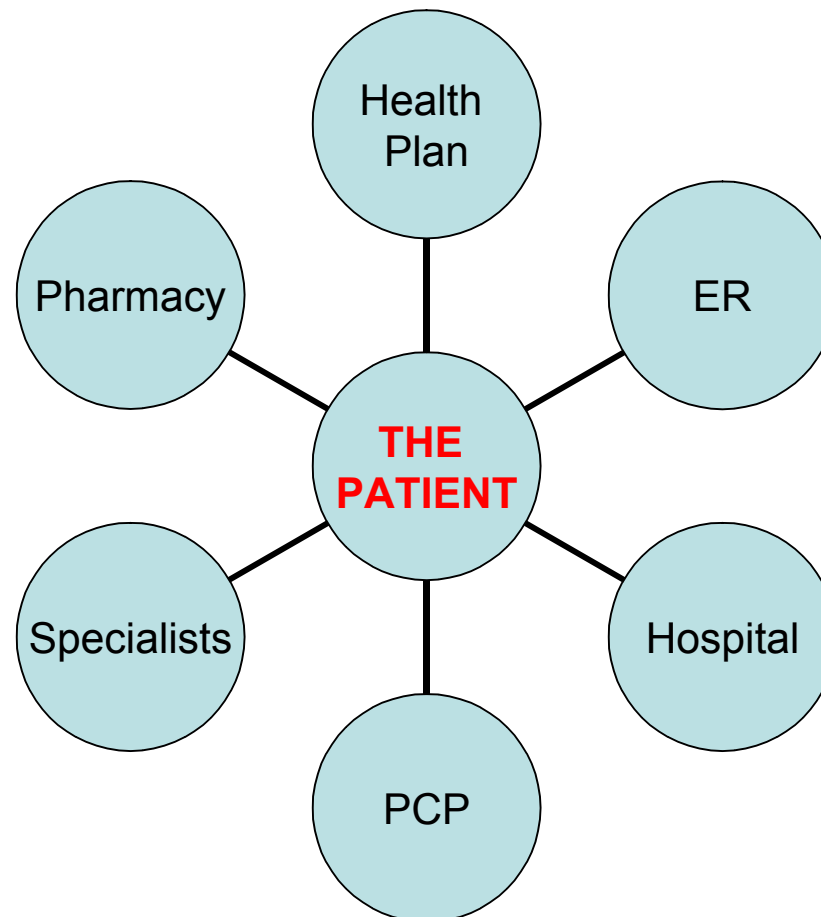 Health
Plan
Pharmacy
ER
THE
PATIENT
Specialists
Hospital
PCP